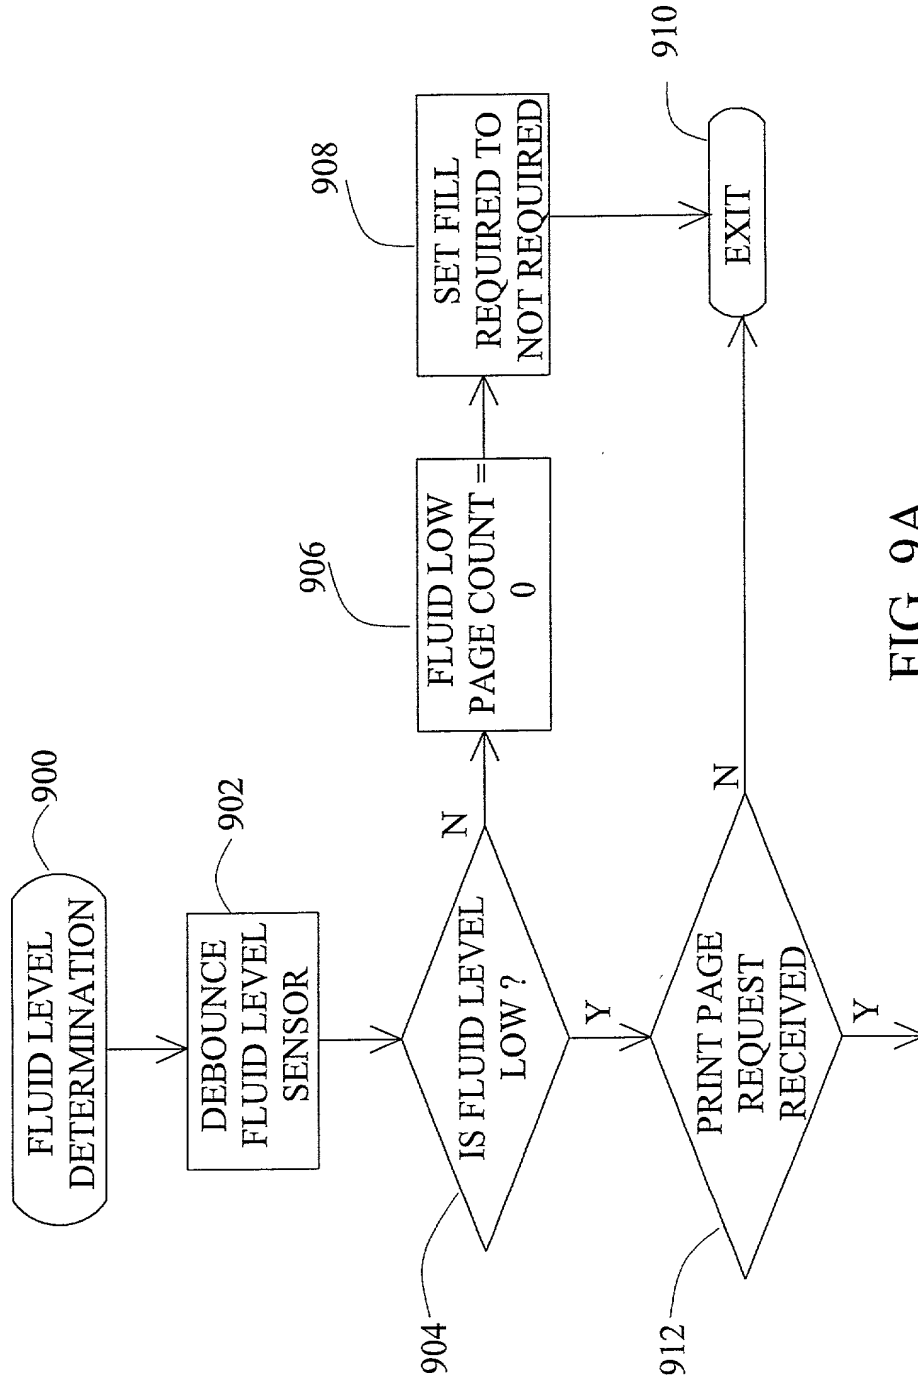 900
FLUID LEVEL
DETERMINATION
902
DEBOUNCE
FLUID LEVEL
SENSOR
904
IS FLUID LEVEL
LOW ?
N
Y
906
FLUID LOW
PAGE COUNT =
0
908
SET FILL
REQUIRED TO
NOT REQUIRED
912
PRINT PAGE
REQUEST
RECEIVED
N
Y
910
EXIT
FIG. 9A